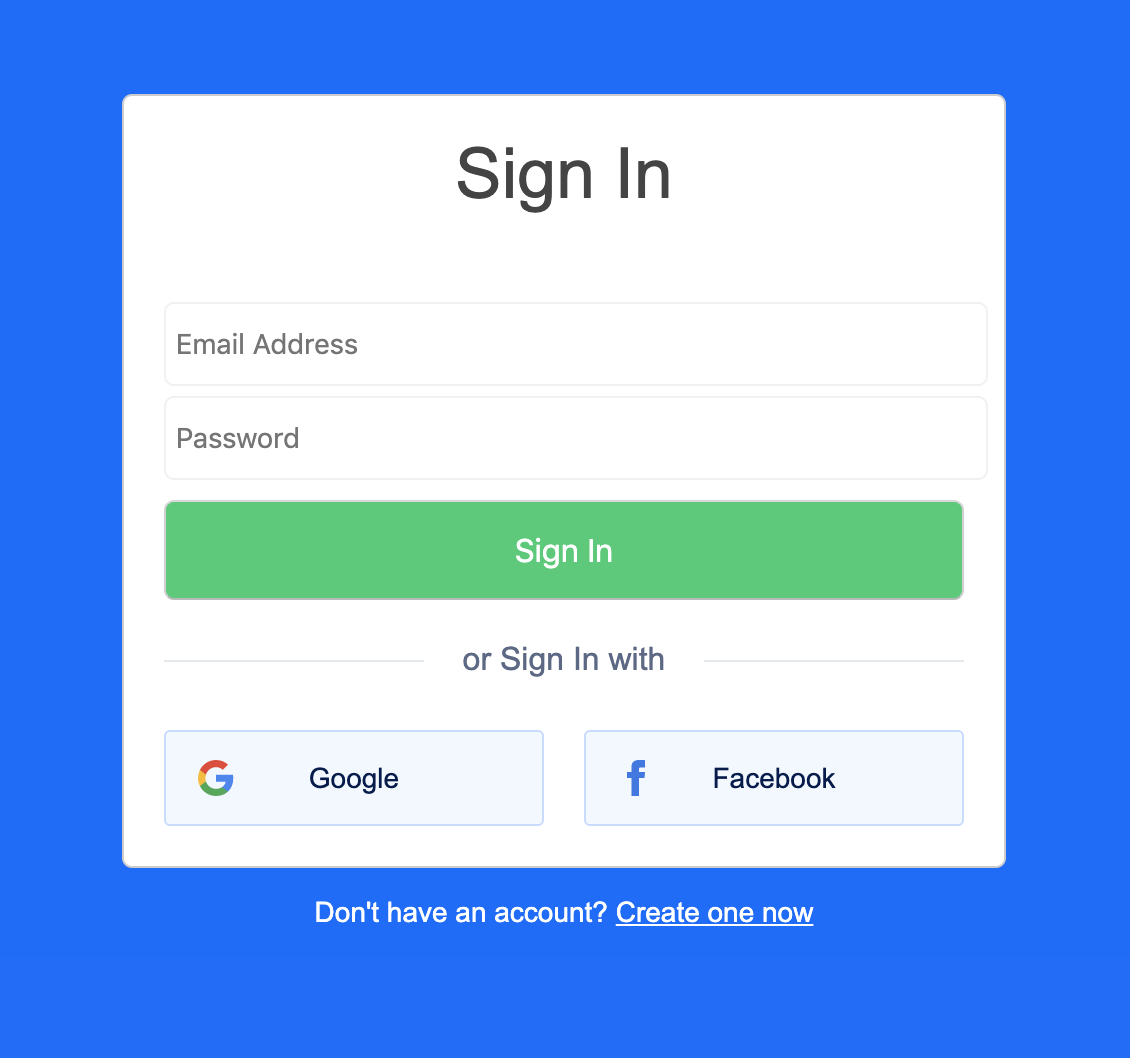 Sign In
Email Address
Password
Sign In
or Sign In with
Google
Facebook
Don't have an account? Create one now